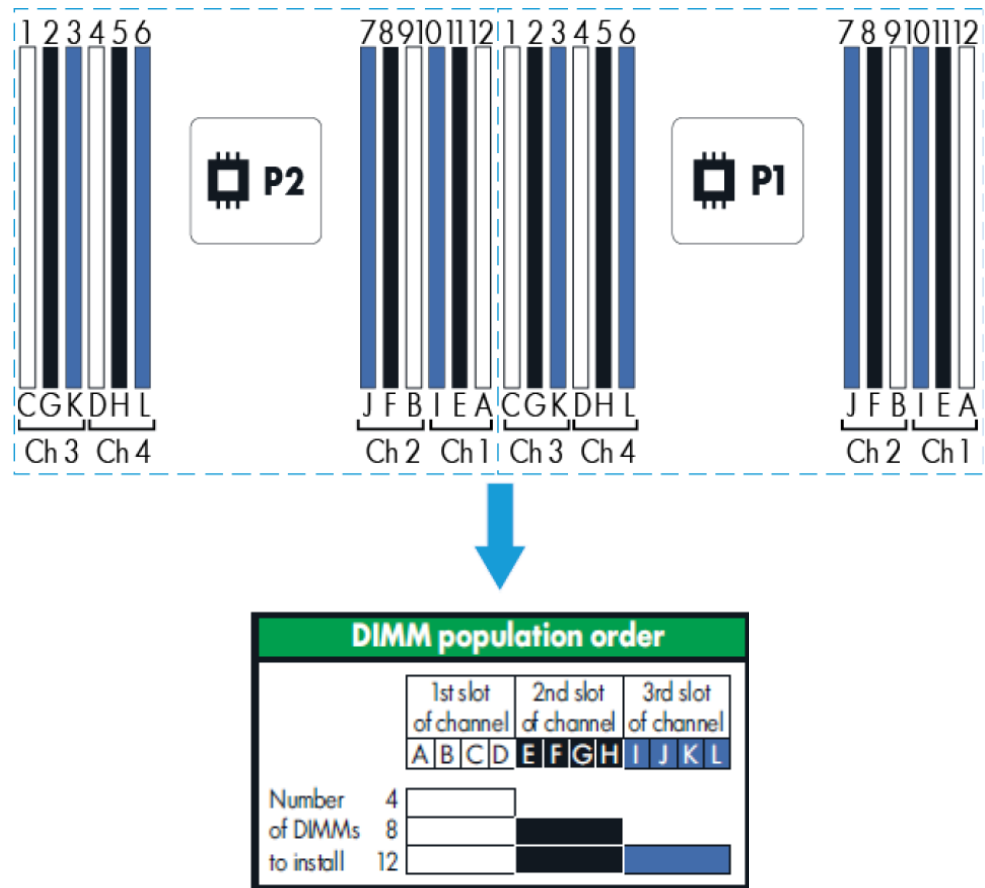 1 2 3 4 5 6 7 8 9 10 11 12 1 2 3 4 5 6 7 8 9 10 11 12
P2 P1
C G K D H L J F B I E A C G K D H L J F B I E A
Ch 3 Ch 4 Ch 2 Ch 1 Ch 3 Ch 4 Ch 2 Ch 1
DIMM population order
1st slot 2nd slot 3rd slot
of channel of channel of channel
A B C D E F G H I J K L
Number 4
of DIMMs 8
to install 12